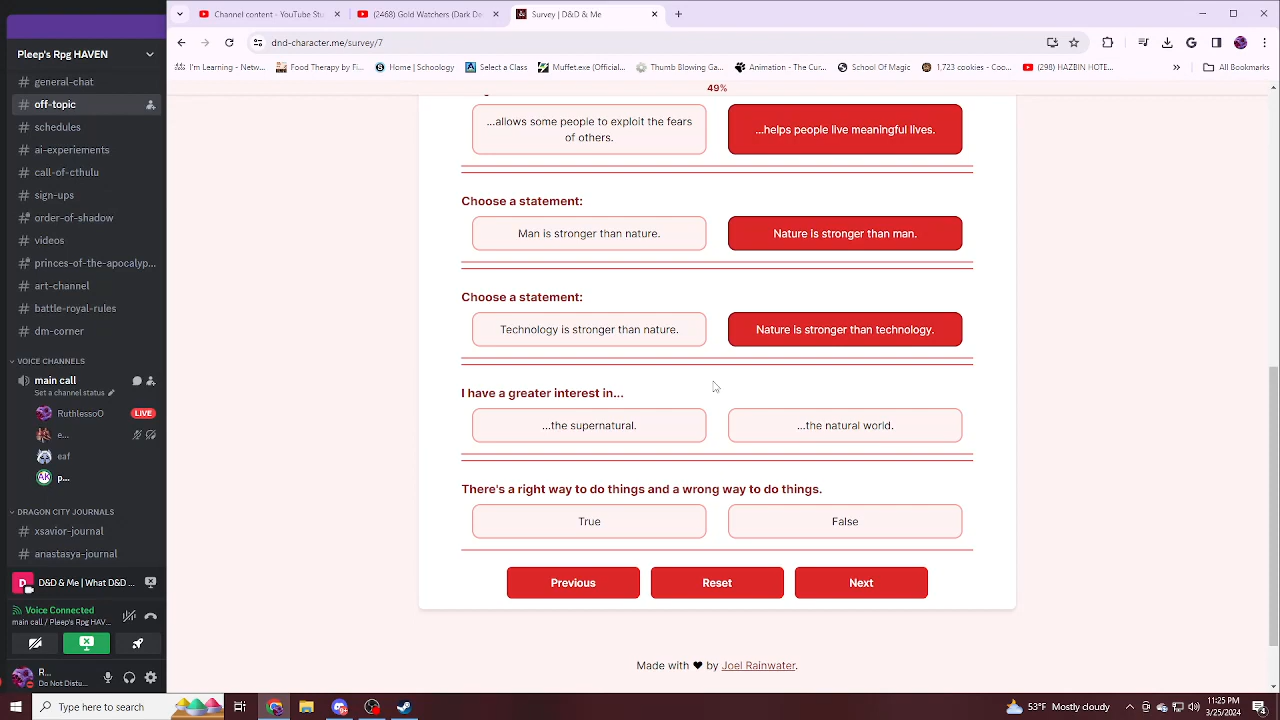 Channel content - YouTube Stu
(2468) Gold Watchers (Dark De
Survey | D&D & Me
Pleep's Rpg HAVEN
dnd-character.me/survey/7
I'm Learning - Netw...
Food Therapy by Fi...
Home | Schoology
Select a Class
Muffet.exe (Official...
Thumb Blowing Ga...
Animation - The Cur...
School Of Magic
1,723 cookies - Coo...
(298) HAZBIN HOTE...
All Bookmarks
49%
general-chat
off-topic
schedules
ai-experiements
call-of-cthulu
sign-ups
order-of-shadow
videos
princes-of-the-apocalyp...
art-channel
battle-royal-rules
dm-corner
VOICE CHANNELS
main call
Set a channel status
RuthlessoO
LIVE
e...
eaf
AK
p...
DRAGON CITY JOURNALS
xsavior-journal
anastasya-journal
D
D&D & Me | What D&D ...
Voice Connected
main call / Pleep's Rpg HAV...
R...
Do Not Distu...
...allows some people to exploit the fears
of others.
...helps people live meaningful lives.
Choose a statement:
Man is stronger than nature.
Nature is stronger than man.
Choose a statement:
Technology is stronger than nature.
Nature is stronger than technology.
I have a greater interest in...
...the supernatural.
...the natural world.
There's a right way to do things and a wrong way to do things.
True
False
Previous
Reset
Next
Made with ♥ by Joel Rainwater.
Type here to search
53°F Mostly cloudy
11:25 PM
3/25/2024